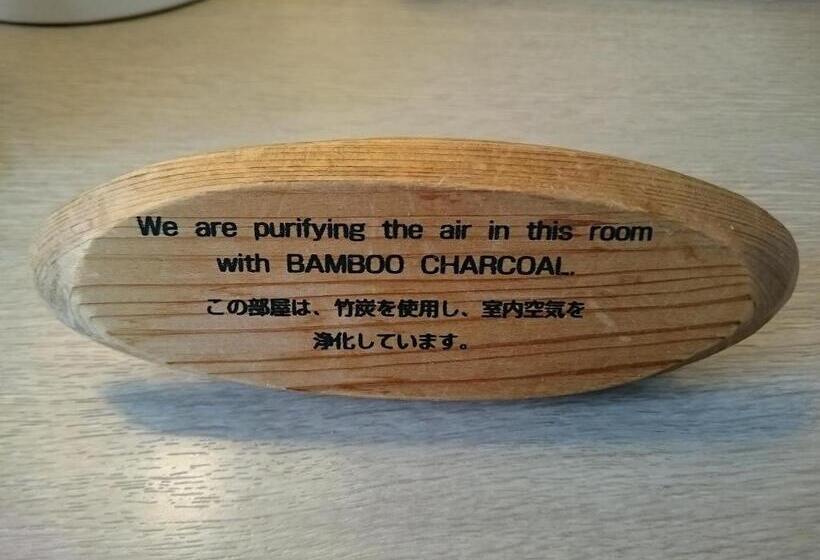 We are purifying the air in this room
with BAMBOO CHARCOAL.
この部屋は、竹炭を使用し、室内空気を
浄化しています。